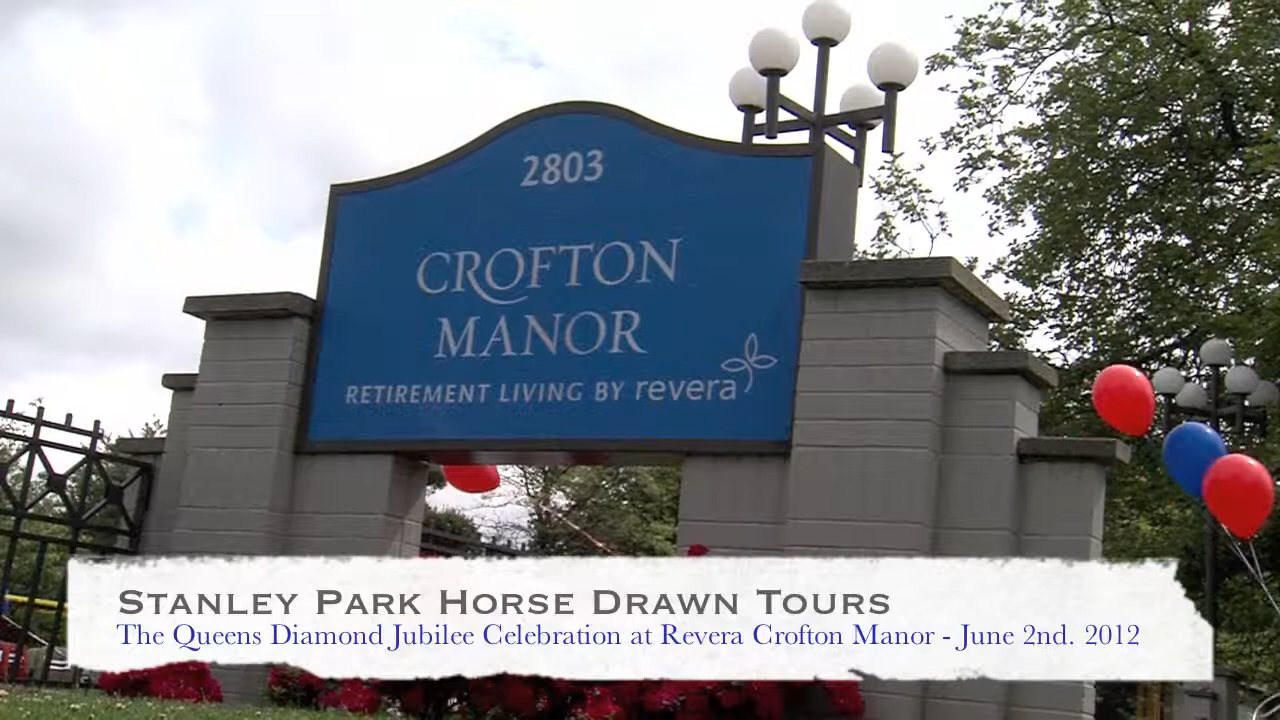 2803
CROFTON
MANOR
RETIREMENT LIVING BY revera
Stanley Park Horse Drawn Tours
The Queens Diamond Jubilee Celebration at Revera Crofton Manor - June 2nd. 2012